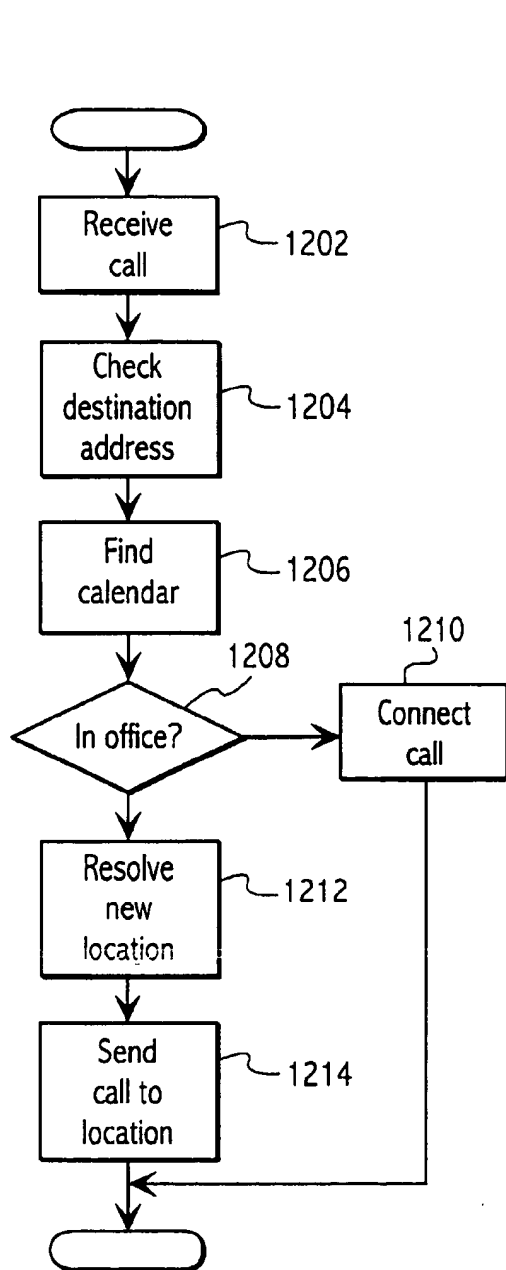 Receive
call
1202
Check
destination
address
1204
Find
calendar
1206
1208
In office?
1210
Connect
call
Resolve
new
location
1212
Send
call to
location
1214